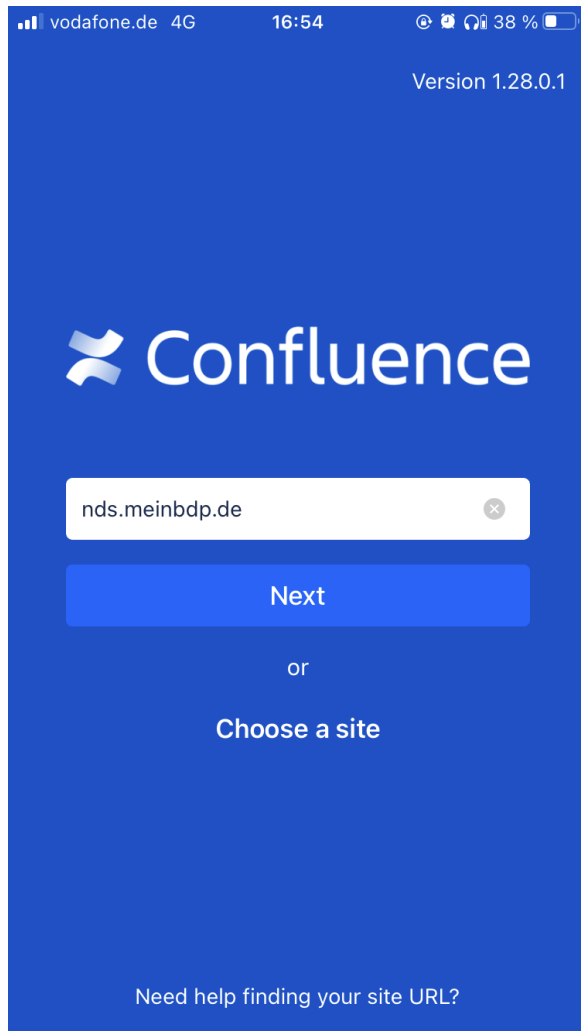 vodafone.de 4G 16:54 38 %
Version 1.28.0.1
Confluence
nds.meinbdp.de
Next
or
Choose a site
Need help finding your site URL?